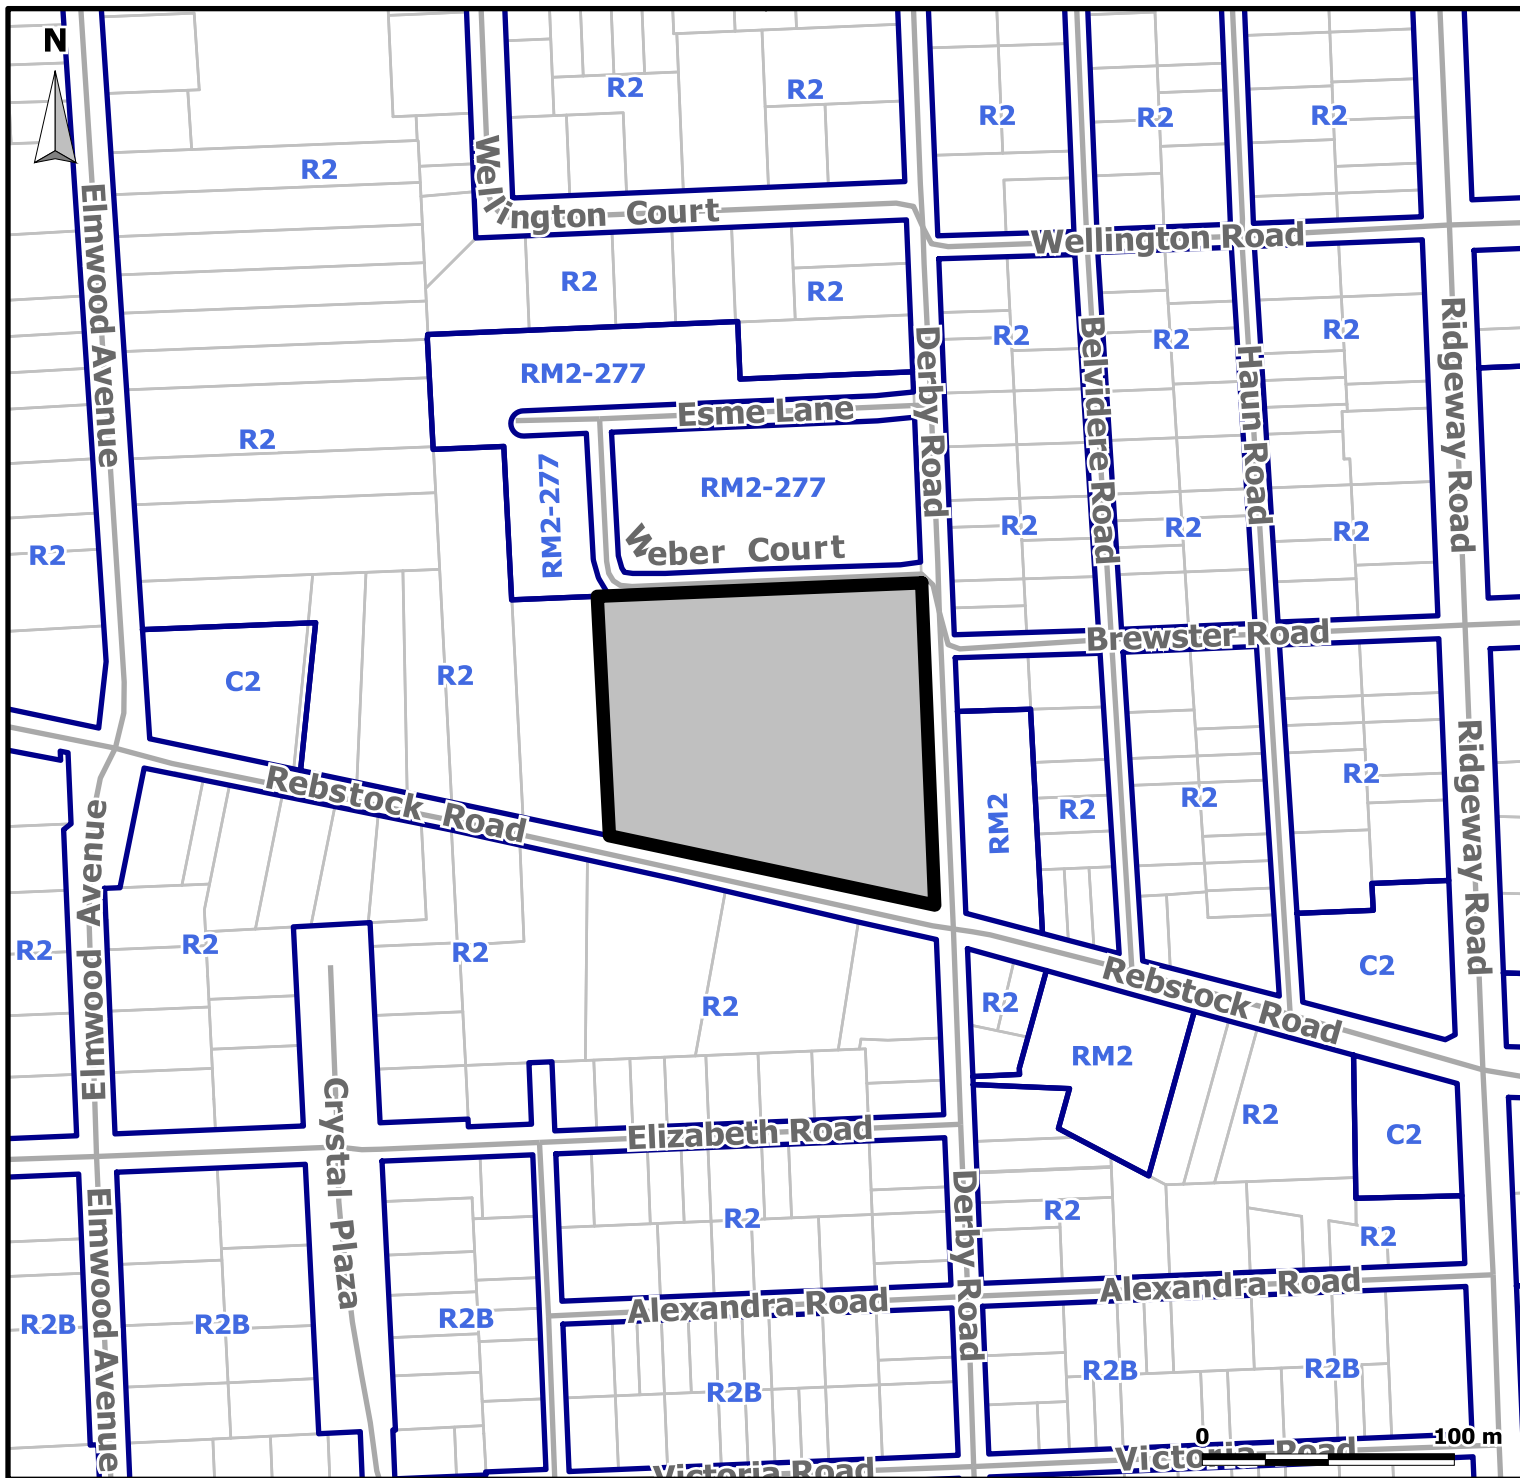 N
R2
R2
R2
R2
R2
R2
Wellington Court
Wellington Road
R2
R2
R2
R2
R2
RM2-277
Esme Lane
Elmwood Avenue
Derby Road
Belvidere Road
Haun Road
Ridgeway Road
R2
RM2-277
RM2-277
Weber Court
R2
R2
R2
R2
Brewster Road
C2
R2
RM2
R2
R2
R2
Rebstock Road
Ridgeway Road
Elmwood Avenue
R2
R2
R2
R2
R2
C2
Rebstock Road
RM2
R2
C2
Crystal Plaza
Elizabeth Road
Derby Road
R2
R2
R2
Alexandra Road
Alexandra Road
Elmwood Avenue
R2B
R2B
R2B
R2B
R2B
R2B
Victoria Road
Victoria Road
0
100 m